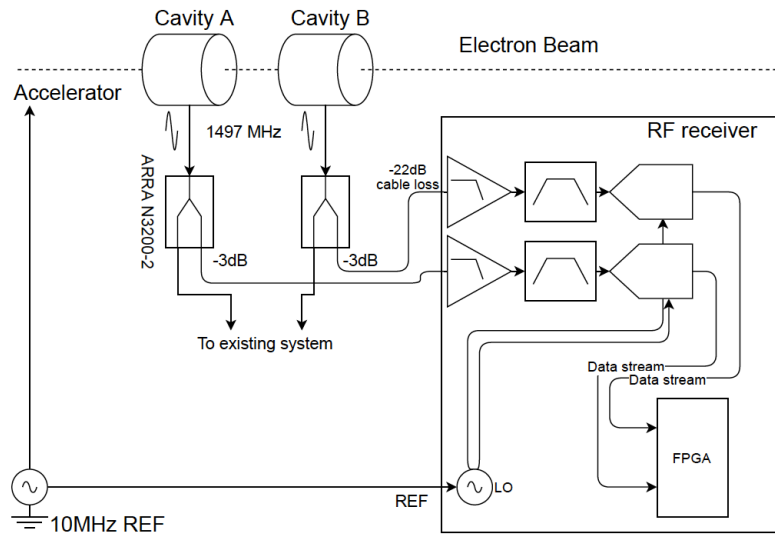 Cavity A
Cavity B
Electron Beam
Accelerator
1497 MHz
RF receiver
-22dB
cable loss
ARRA N3200-2
-3dB
-3dB
To existing system
Data stream
Data stream
FPGA
LO
REF
10MHz REF